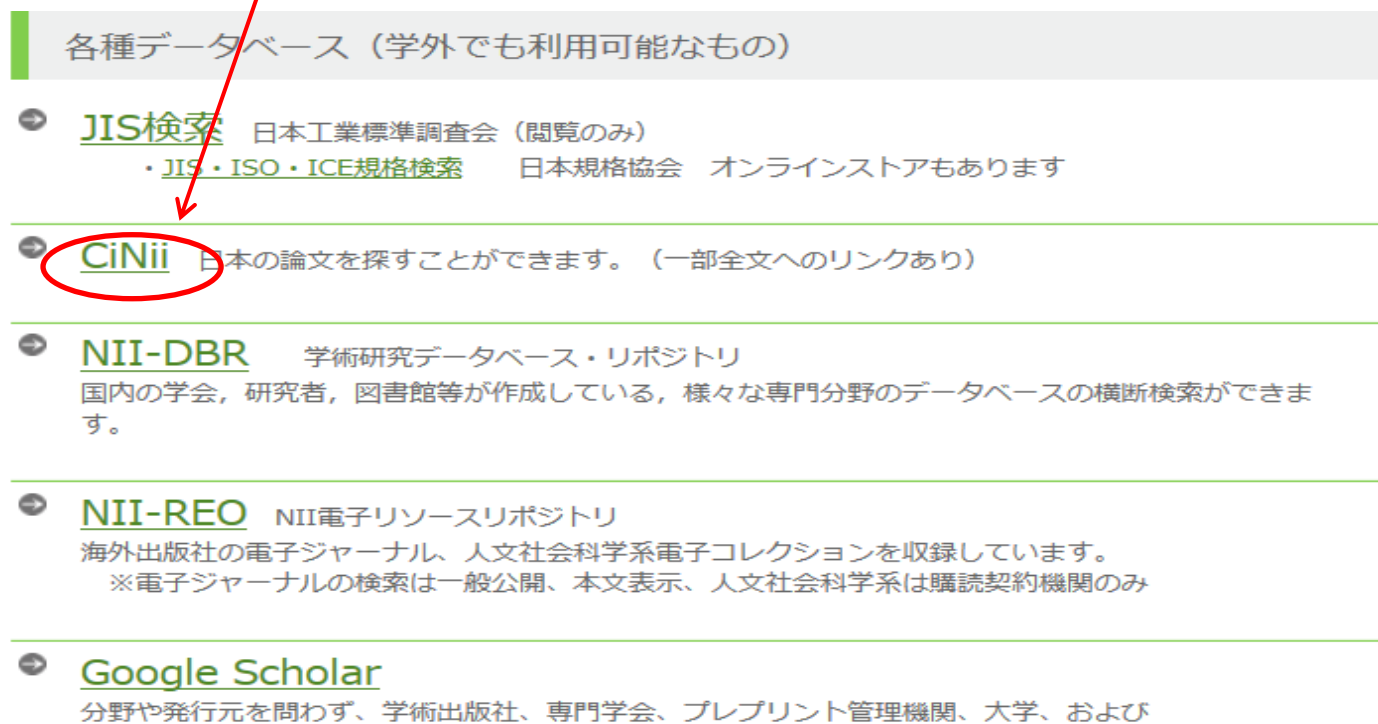 各種データベース（学外でも利用可能なもの）
JIS検索 日本工業標準調査会（閲覧のみ）
・JIS・ISO・ICE規格検索 日本規格協会 オンラインストアもあります
CiNii 日本の論文を探すことができます。（一部全文へのリンクあり）
NII-DBR 学術研究データベース・リポジトリ
国内の学会，研究者，図書館等が作成している，様々な専門分野のデータベースの横断検索ができま
す。
NII-REO NII電子リソースリポジトリ
海外出版社の電子ジャーナル、人文社会科学系電子コレクションを収録しています。
※電子ジャーナルの検索は一般公開、本文表示、人文社会科学系は購読契約機関のみ
Google Scholar
分野や発行元を問わず、学術出版社、専門学会、プレプリント管理機関、大学、および